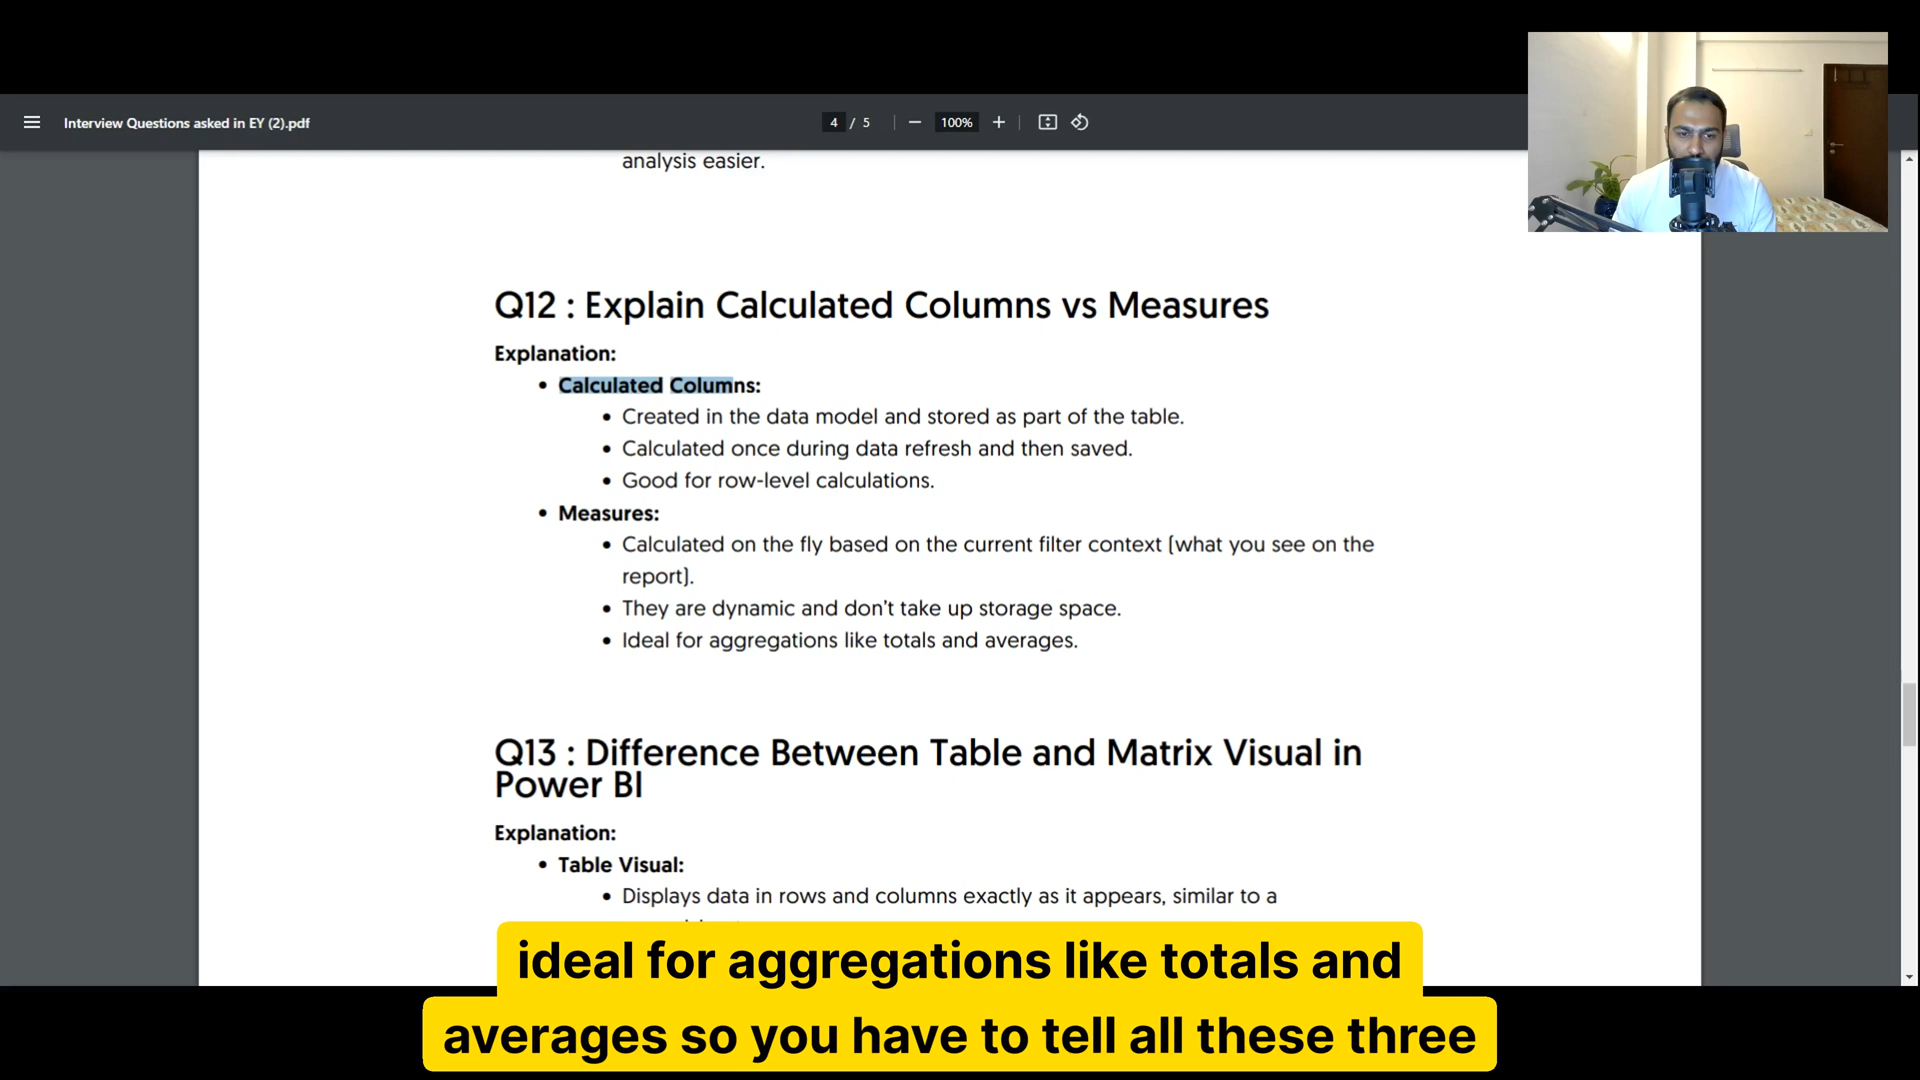 Interview Questions asked in EY (2).pdf
4 / 5
100%
analysis easier.
Q12 : Explain Calculated Columns vs Measures
Explanation:
• Calculated Columns:
• Created in the data model and stored as part of the table.
• Calculated once during data refresh and then saved.
• Good for row-level calculations.
• Measures:
• Calculated on the fly based on the current filter context (what you see on the
report).
• They are dynamic and don’t take up storage space.
• Ideal for aggregations like totals and averages.
Q13 : Difference Between Table and Matrix Visual in
Power BI
Explanation:
• Table Visual:
• Displays data in rows and columns exactly as it appears, similar to a
ideal for aggregations like totals and
averages so you have to tell all these three